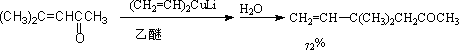 (CH₃)₂C=CHCCH₃ (CH₂=CH)₂CuLi H₂O CH₂=CH—C(CH₃)₂CH₂COCH₃
O 乙醚 72%